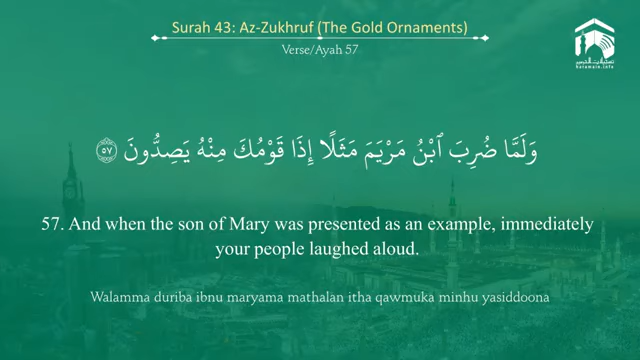 Surah 43: Az-Zukhruf (The Gold Ornaments)
Verse/Ayah 57
وَلَمَّا ضُرِبَ ٱبْنُ مَرْيَمَ مَثَلًا إِذَا قَوْمُكَ مِنْهُ يَصِدُّونَ ٥٧
57. And when the son of Mary was presented as an example, immediately
your people laughed aloud.
Walamma duriba ibnu maryama mathalan itha qawmuka minhu yasiddoona